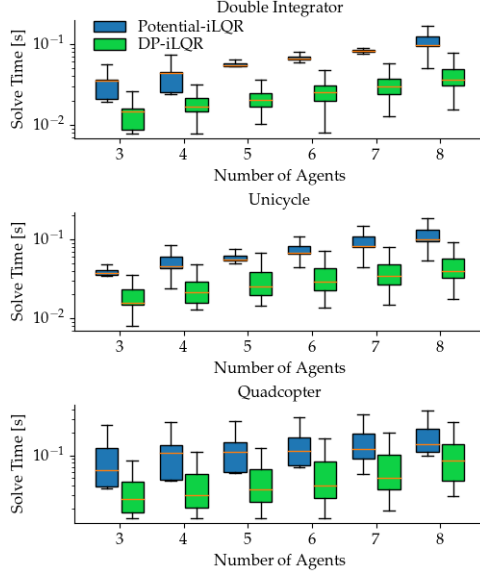 Double Integrator
Potential-iLQR
DP-iLQR
Solve Time [s]
10⁻¹
10⁻²
3 4 5 6 7 8
Number of Agents
Unicycle
Solve Time [s]
10⁻¹
10⁻²
3 4 5 6 7 8
Number of Agents
Quadcopter
Solve Time [s]
10⁻¹
3 4 5 6 7 8
Number of Agents